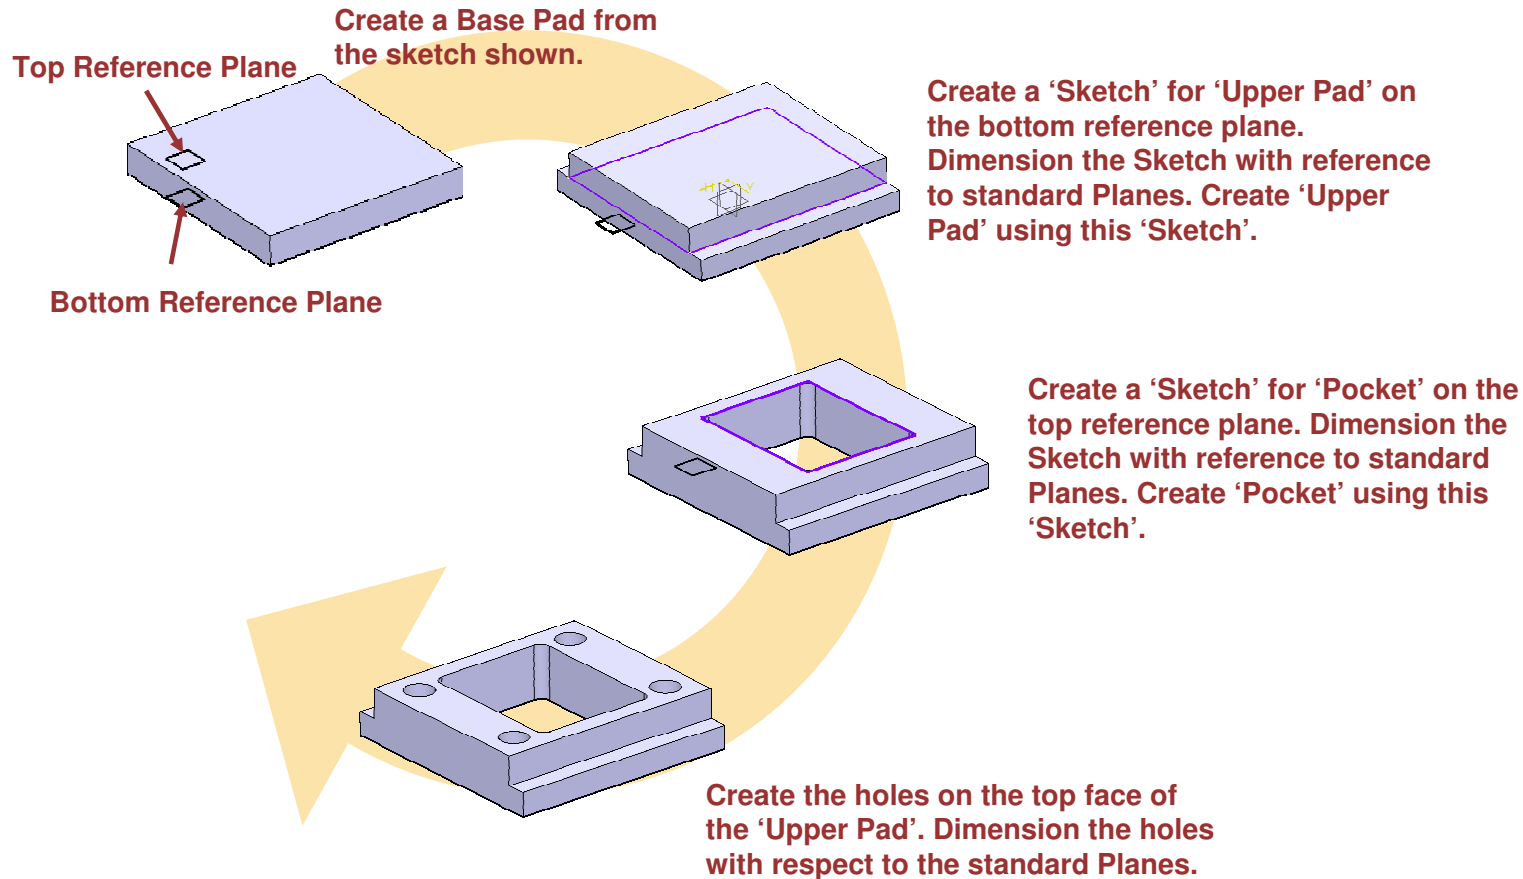 Create a Base Pad from
the sketch shown.
Top Reference Plane
Bottom Reference Plane
Create a ‘Sketch’ for ‘Upper Pad’ on
the bottom reference plane.
Dimension the Sketch with reference
to standard Planes. Create ‘Upper
Pad’ using this ‘Sketch’.
Create a ‘Sketch’ for ‘Pocket’ on the
top reference plane. Dimension the
Sketch with reference to standard
Planes. Create ‘Pocket’ using this
‘Sketch’.
Create the holes on the top face of
the ‘Upper Pad’. Dimension the holes
with respect to the standard Planes.